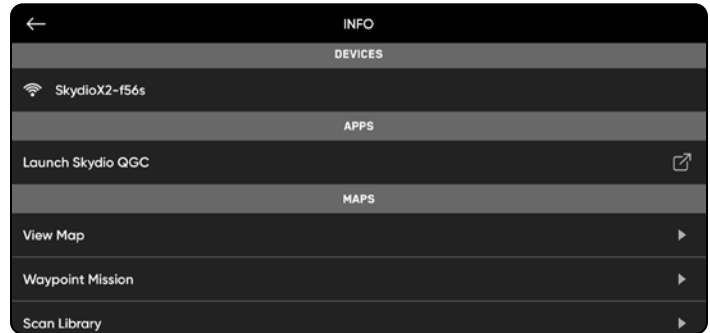 INFO
DEVICES
SkydioX2-f56s
APPS
Launch Skydio QGC
MAPS
View Map
Waypoint Mission
Scan Library